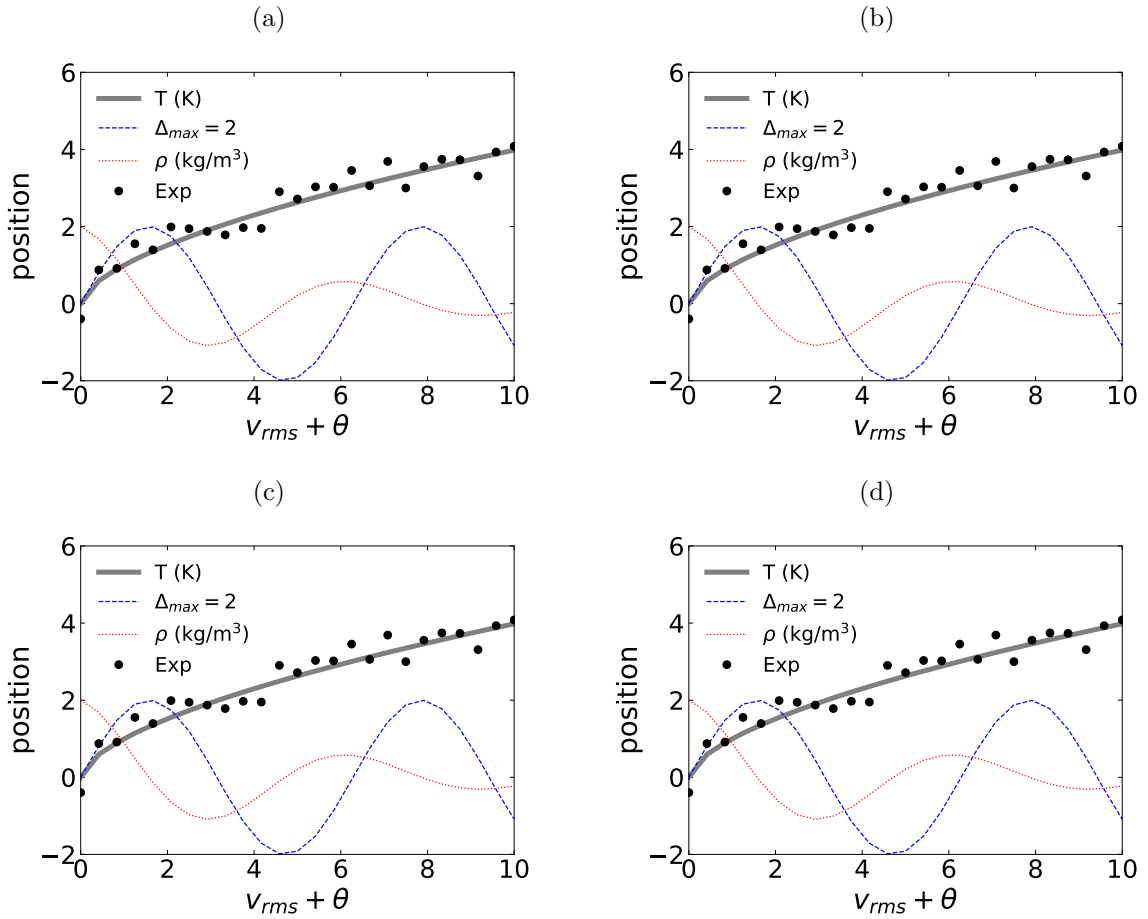 (a)
6
4
2
0
−2
position
T (K)
Δmax = 2
ρ (kg/m³)
Exp
0 2 4 6 8 10
vrms + θ
(b)
6
4
2
0
−2
position
T (K)
Δmax = 2
ρ (kg/m³)
Exp
0 2 4 6 8 10
vrms + θ
(c)
6
4
2
0
−2
position
T (K)
Δmax = 2
ρ (kg/m³)
Exp
0 2 4 6 8 10
vrms + θ
(d)
6
4
2
0
−2
position
T (K)
Δmax = 2
ρ (kg/m³)
Exp
0 2 4 6 8 10
vrms + θ